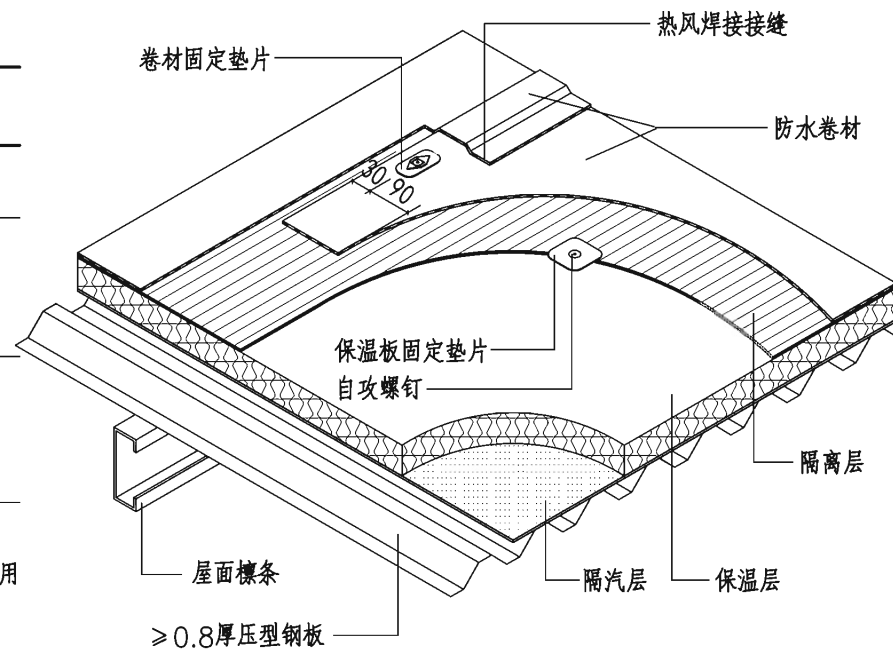 热风焊接接缝
卷材固定垫片
防水卷材
30/90
保温板固定垫片
自攻螺钉
隔离层
用
屋面檩条
隔汽层
保温层
≥0.8厚压型钢板